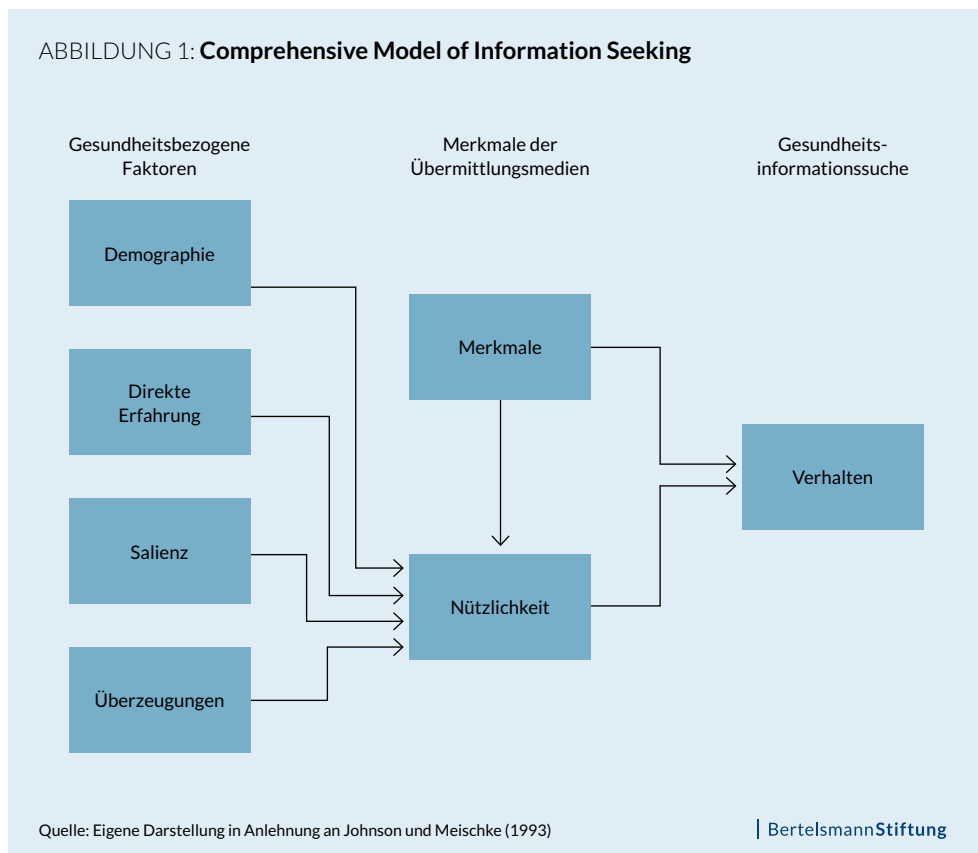 ABBILDUNG 1: Comprehensive Model of Information Seeking
Gesundheitsbezogene
Faktoren
Merkmale der
Übermittlungsmedien
Gesundheits-
informationssuche
Demographie
Direkte
Erfahrung
Salienz
Überzeugungen
Merkmale
Nützlichkeit
Verhalten
Quelle: Eigene Darstellung in Anlehnung an Johnson und Meischke (1993)
BertelsmannStiftung